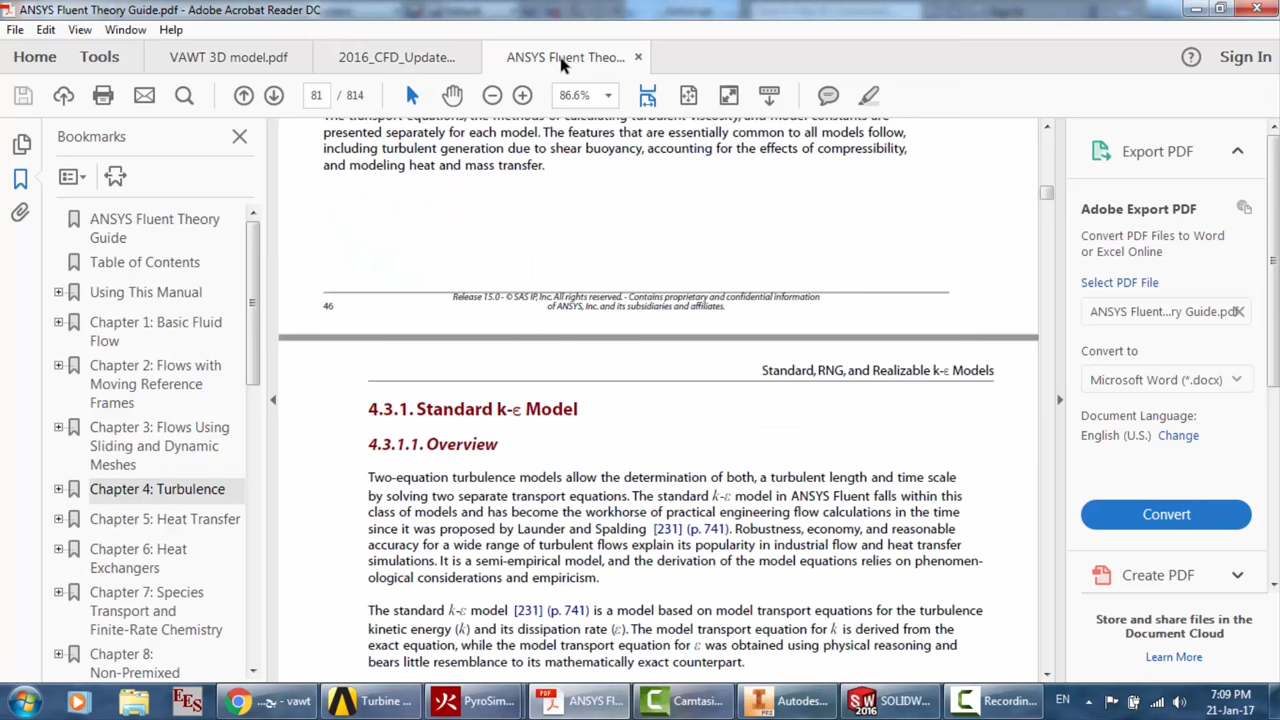 ANSYS Fluent Theory Guide.pdf - Adobe Acrobat Reader DC
File Edit View Window Help
Home Tools VAWT 3D model.pdf 2016_CFD_Update... ANSYS Fluent Theo... × Sign In
81 / 814 86.6%
Bookmarks
ANSYS Fluent Theory
Guide
Table of Contents
Using This Manual
Chapter 1: Basic Fluid
Flow
Chapter 2: Flows with
Moving Reference
Frames
Chapter 3: Flows Using
Sliding and Dynamic
Meshes
Chapter 4: Turbulence
Chapter 5: Heat Transfer
Chapter 6: Heat
Exchangers
Chapter 7: Species
Transport and
Finite-Rate Chemistry
Chapter 8:
Non-Premixed
The transport equations, the methods of calculating turbulent viscosity, and model constants are
presented separately for each model. The features that are essentially common to all models follow,
including turbulent generation due to shear buoyancy, accounting for the effects of compressibility,
and modeling heat and mass transfer.
Release 15.0 - © SAS IP, Inc. All rights reserved. - Contains proprietary and confidential information
of ANSYS, Inc. and its subsidiaries and affiliates.
46
Standard, RNG, and Realizable k-ε Models
4.3.1. Standard k-ε Model
4.3.1.1. Overview
Two-equation turbulence models allow the determination of both, a turbulent length and time scale
by solving two separate transport equations. The standard k-ε model in ANSYS Fluent falls within this
class of models and has become the workhorse of practical engineering flow calculations in the time
since it was proposed by Launder and Spalding [231] (p. 741). Robustness, economy, and reasonable
accuracy for a wide range of turbulent flows explain its popularity in industrial flow and heat transfer
simulations. It is a semi-empirical model, and the derivation of the model equations relies on phenomen-
ological considerations and empiricism.
The standard k-ε model [231] (p. 741) is a model based on model transport equations for the turbulence
kinetic energy (k) and its dissipation rate (ε). The model transport equation for k is derived from the
exact equation, while the model transport equation for ε was obtained using physical reasoning and
bears little resemblance to its mathematically exact counterpart.
Export PDF
Adobe Export PDF
Convert PDF Files to Word
or Excel Online
Select PDF File
ANSYS Fluent...ry Guide.pdf
Convert to
Microsoft Word (*.docx)
Document Language:
English (U.S.) Change
Convert
Create PDF
Store and share files in the
Document Cloud
Learn More
vawt Turbine ... PyroSim... ANSYS Fl... Camtasi... Autodes... SOLIDW... Recordin... EN 7:09 PM
21-Jan-17